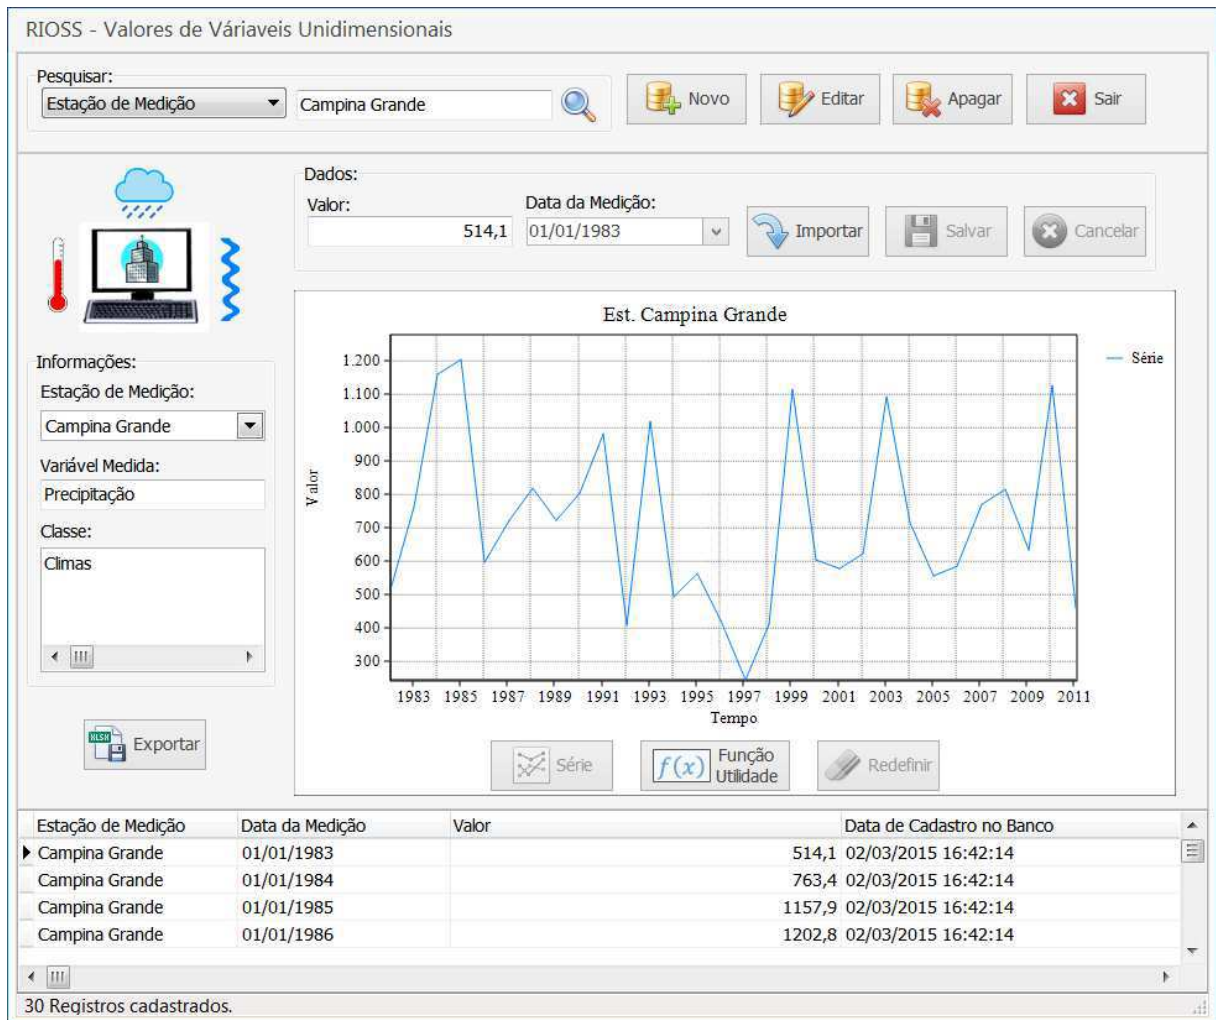 RIOSS - Valores de Váriaveis Unidimensionais
Pesquisar:
Estação de Medição Campina Grande Novo Editar Apagar Sair
Dados:
Valor: Data da Medição:
514,1 01/01/1983 Importar Salvar Cancelar
Informações:
Estação de Medição:
Campina Grande
Variável Medida:
Precipitação
Classe:
Climas
XLSX Exportar
Est. Campina Grande
Série
1.200
1.100
1.000
900
800
700
600
500
400
300
Valor
1983 1985 1987 1989 1991 1993 1995 1997 1999 2001 2003 2005 2007 2009 2011
Tempo
Série f(x) Função Utilidade Redefinir
Estação de Medição Data da Medição Valor Data de Cadastro no Banco
Campina Grande 01/01/1983 514,1 02/03/2015 16:42:14
Campina Grande 01/01/1984 763,4 02/03/2015 16:42:14
Campina Grande 01/01/1985 1157,9 02/03/2015 16:42:14
Campina Grande 01/01/1986 1202,8 02/03/2015 16:42:14
30 Registros cadastrados.